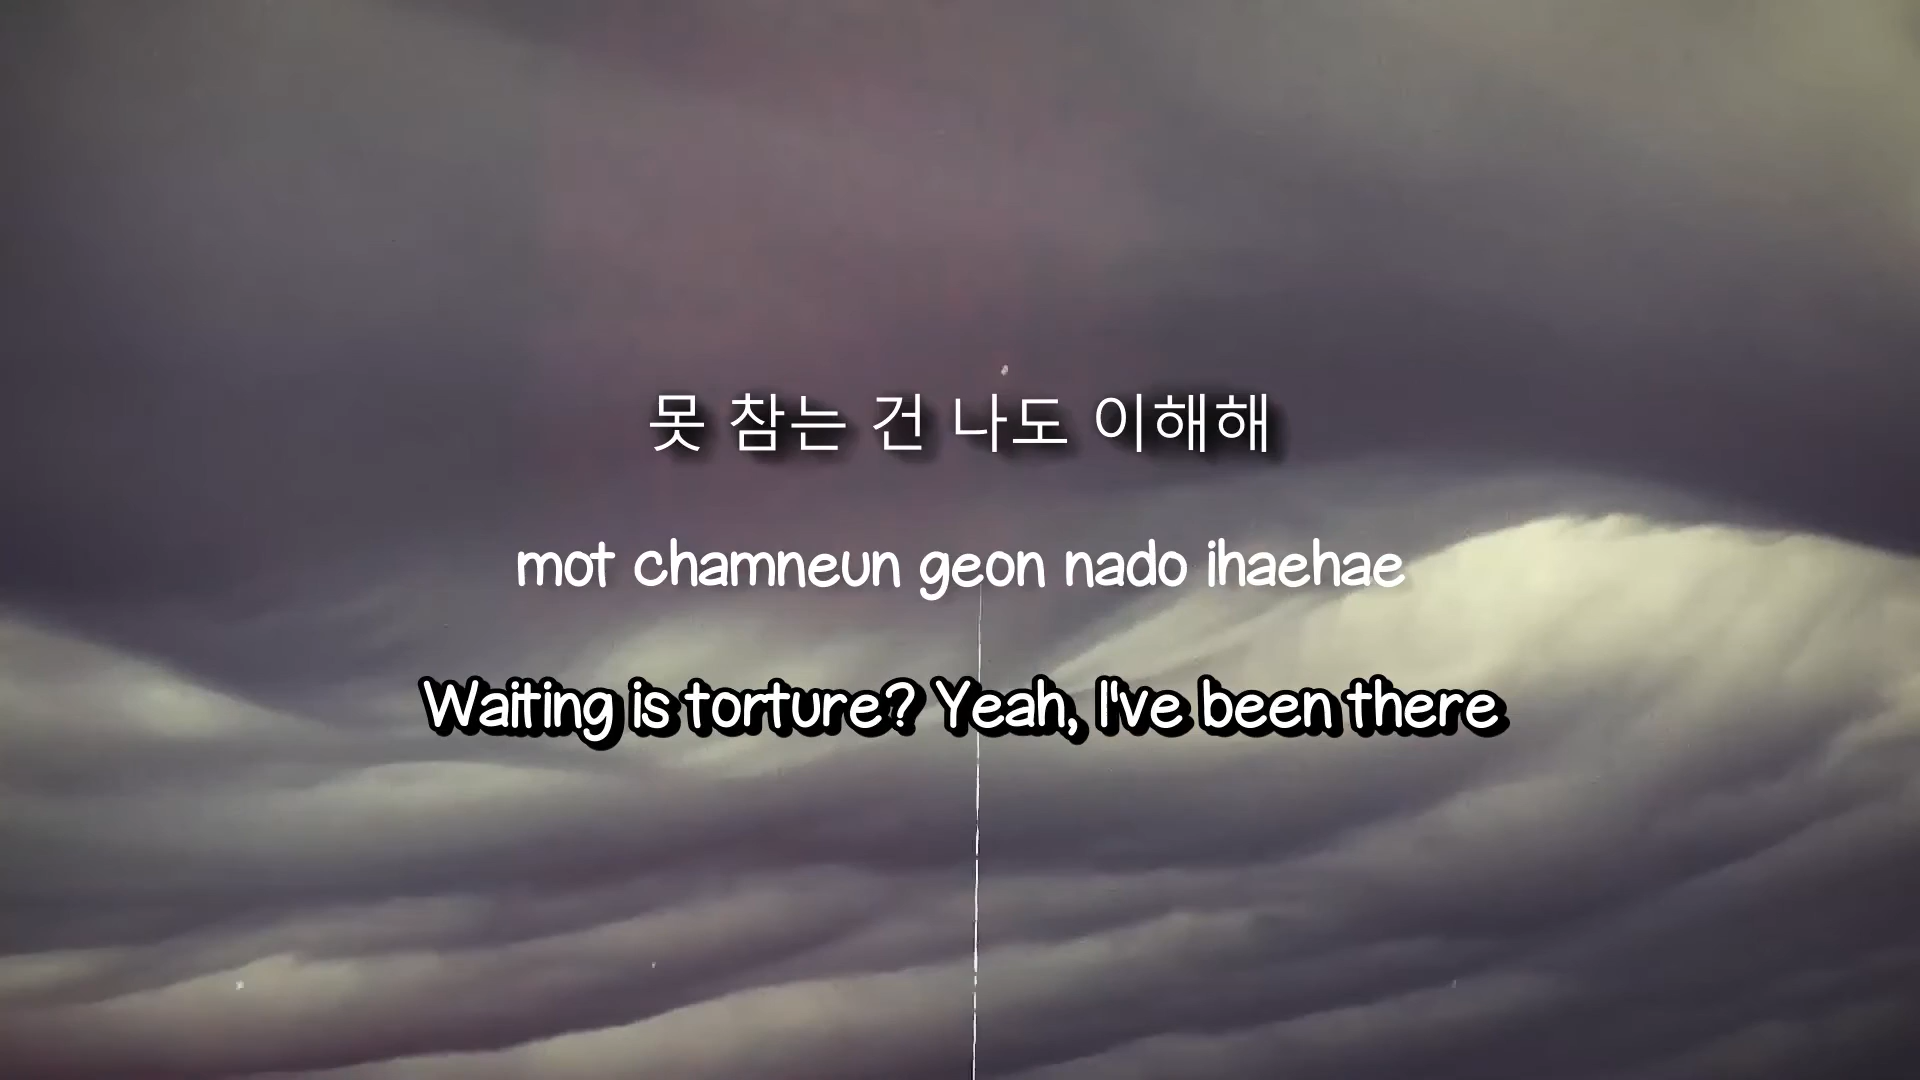 못 참는 건 나도 이해해
mot chamneun geon nado ihaehae
Waiting is torture? Yeah, I've been there